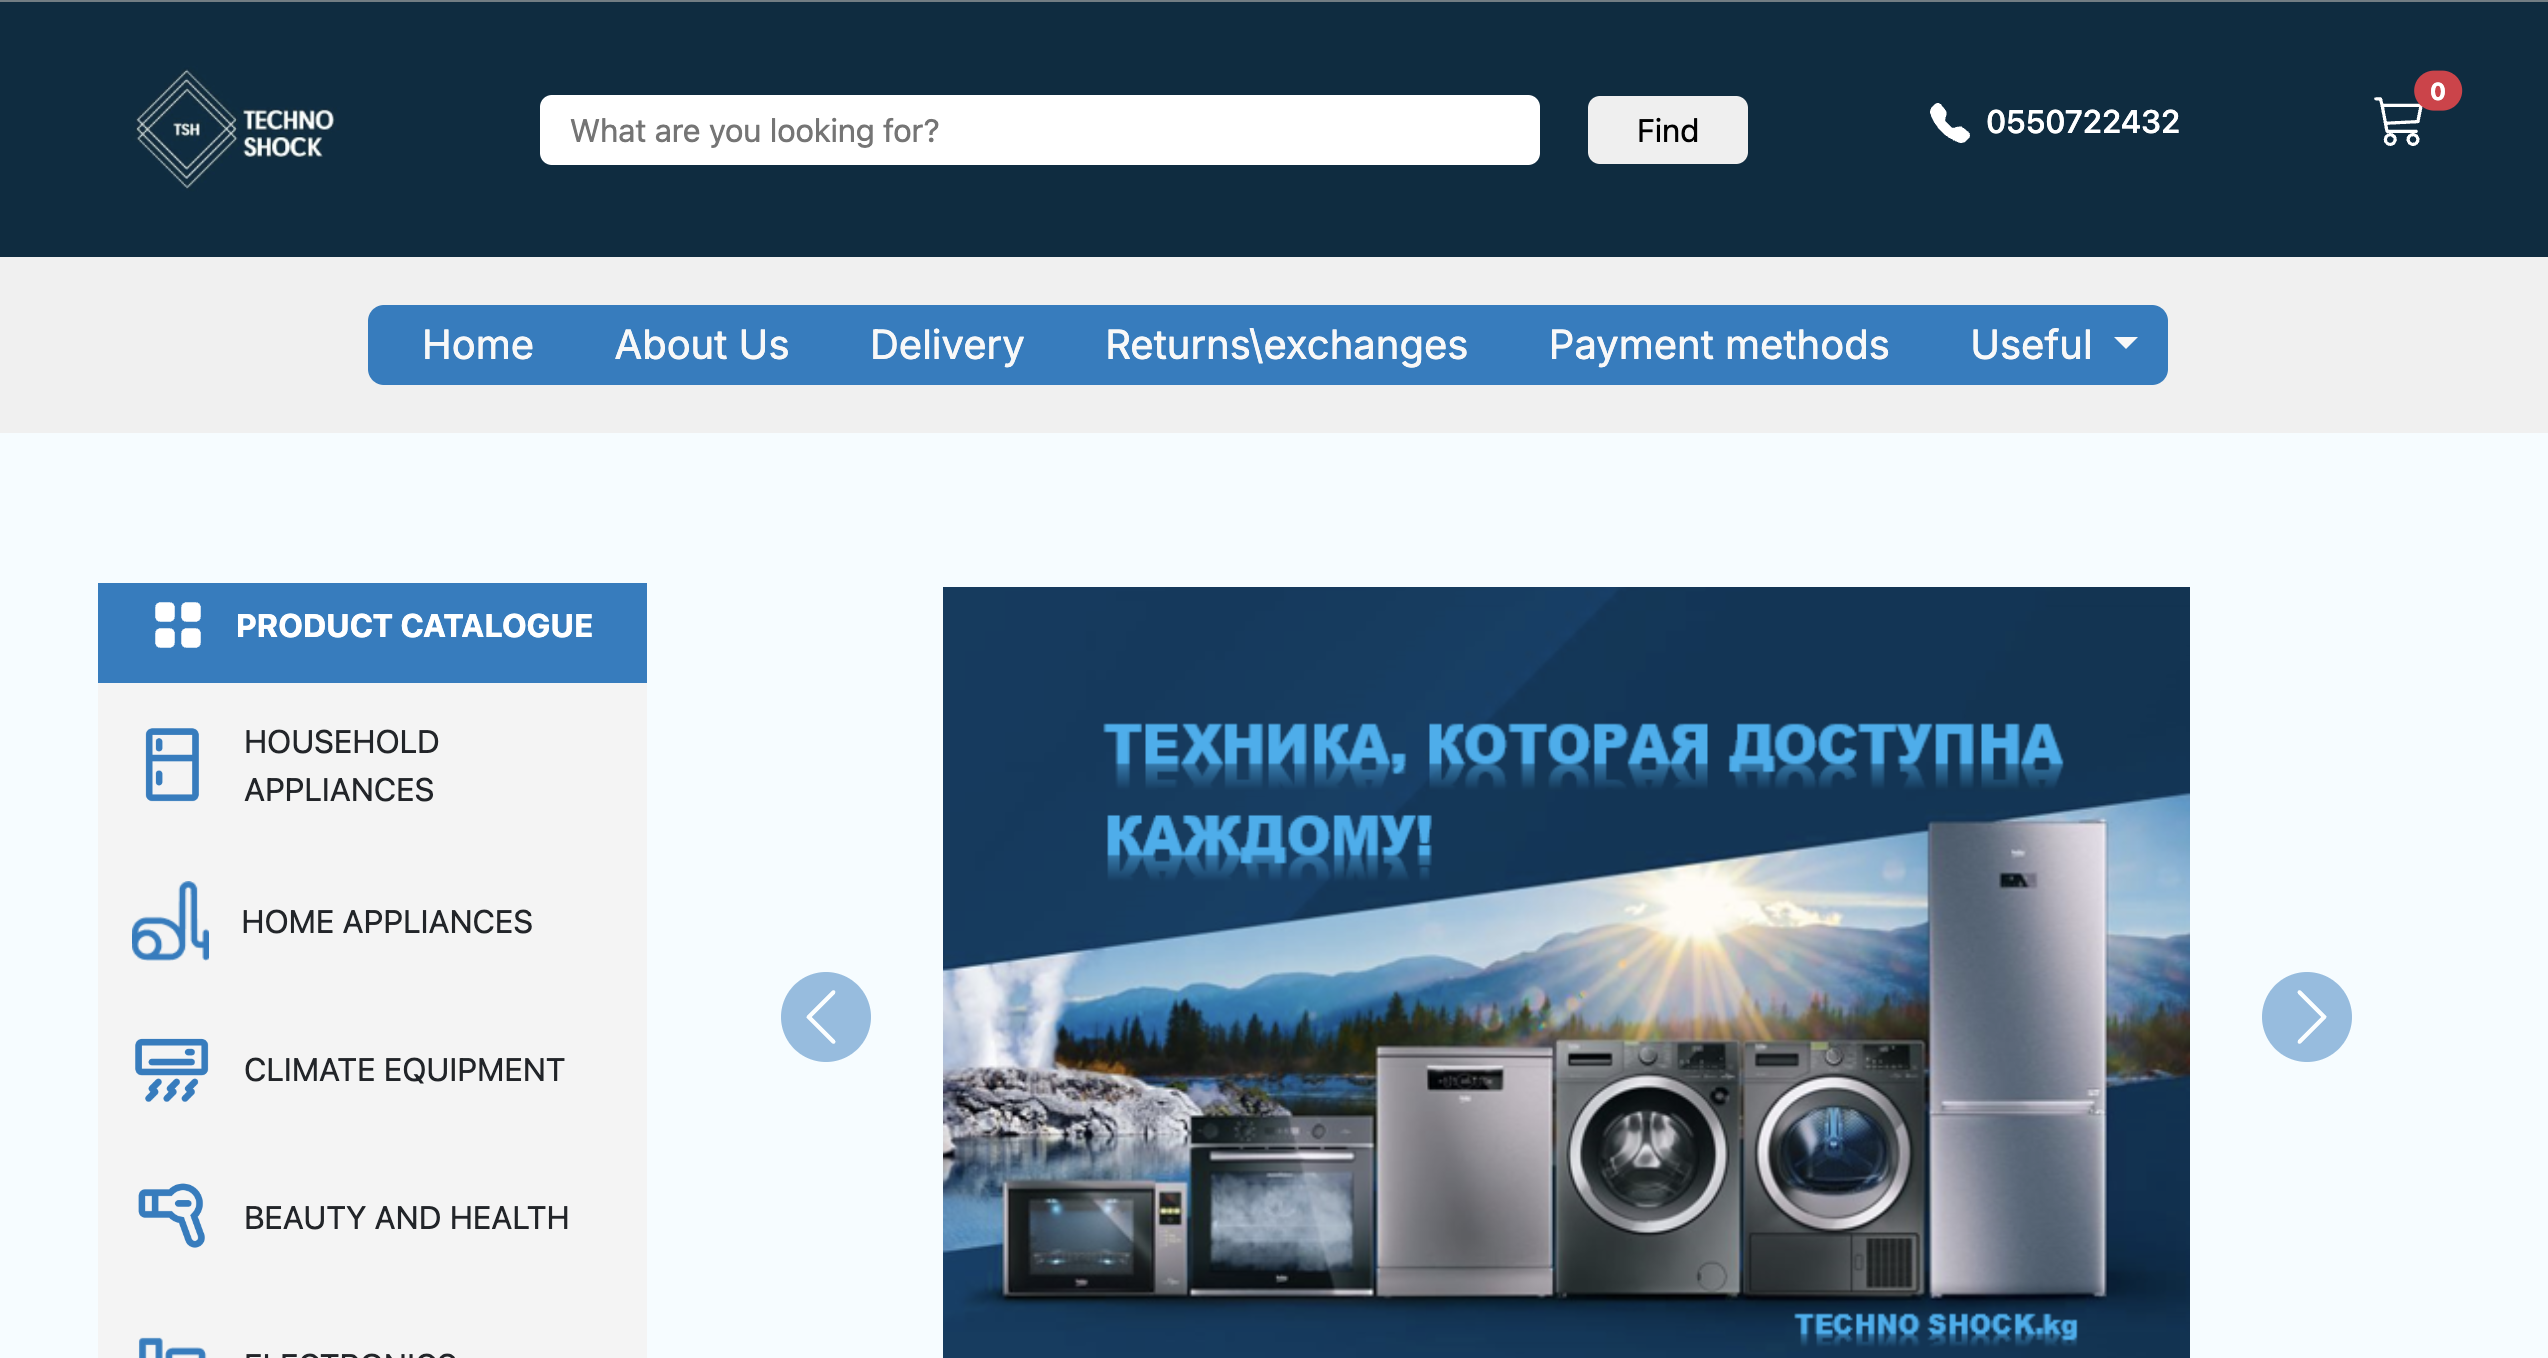 TSH
TECHNO
SHOCK
What are you looking for?
Find
0550722432
0
Home
About Us
Delivery
Returns\exchanges
Payment methods
Useful
PRODUCT CATALOGUE
HOUSEHOLD
APPLIANCES
HOME APPLIANCES
CLIMATE EQUIPMENT
BEAUTY AND HEALTH
ELECTRONICS
ТЕХНИКА, КОТОРАЯ ДОСТУПНА
КАЖДОМУ!
TECHNO SHOCK.kg